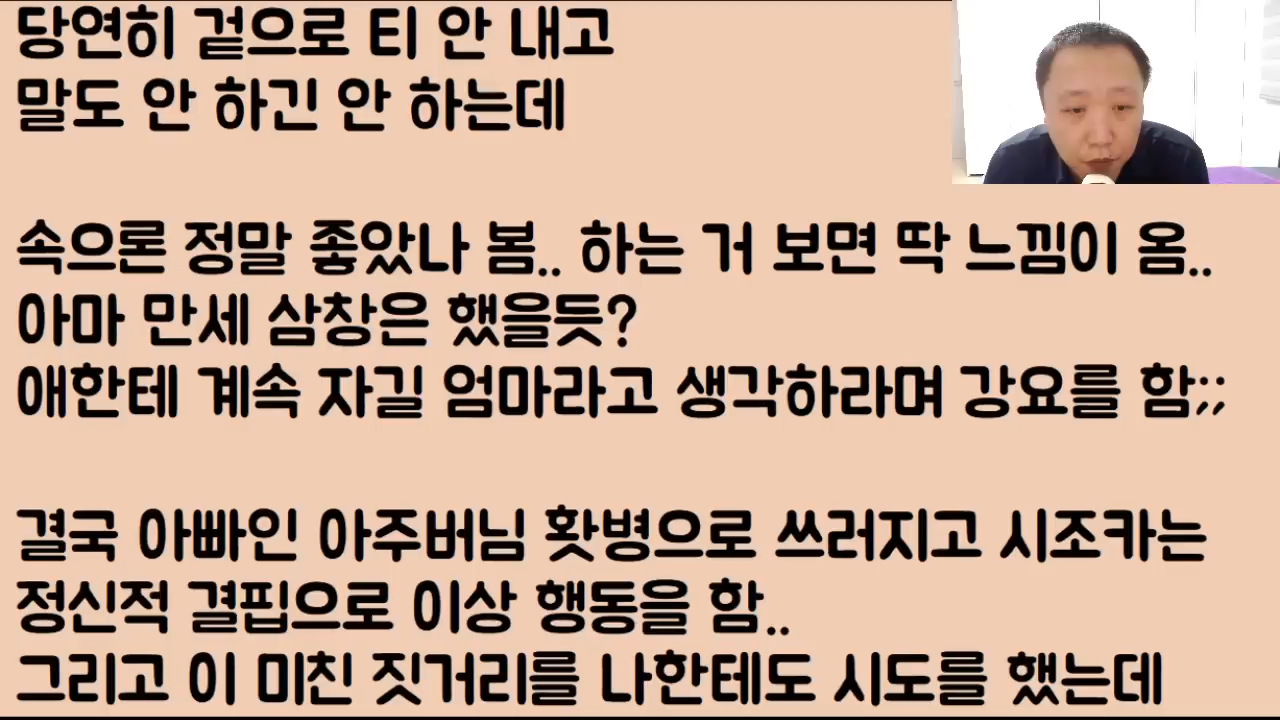 당연히 겉으로 티 안 내고
말도 안 하긴 안 하는데
속으론 정말 좋았나 봄.. 하는 거 보면 딱 느낌이 옴..
아마 만세 삼창은 했을듯?
애한테 계속 자길 엄마라고 생각하라며 강요를 함;;
결국 아빠인 아주버님 홧병으로 쓰러지고 시조카는
정신적 결핍으로 이상 행동을 함..
그리고 이 미친 짓거리를 나한테도 시도를 했는데